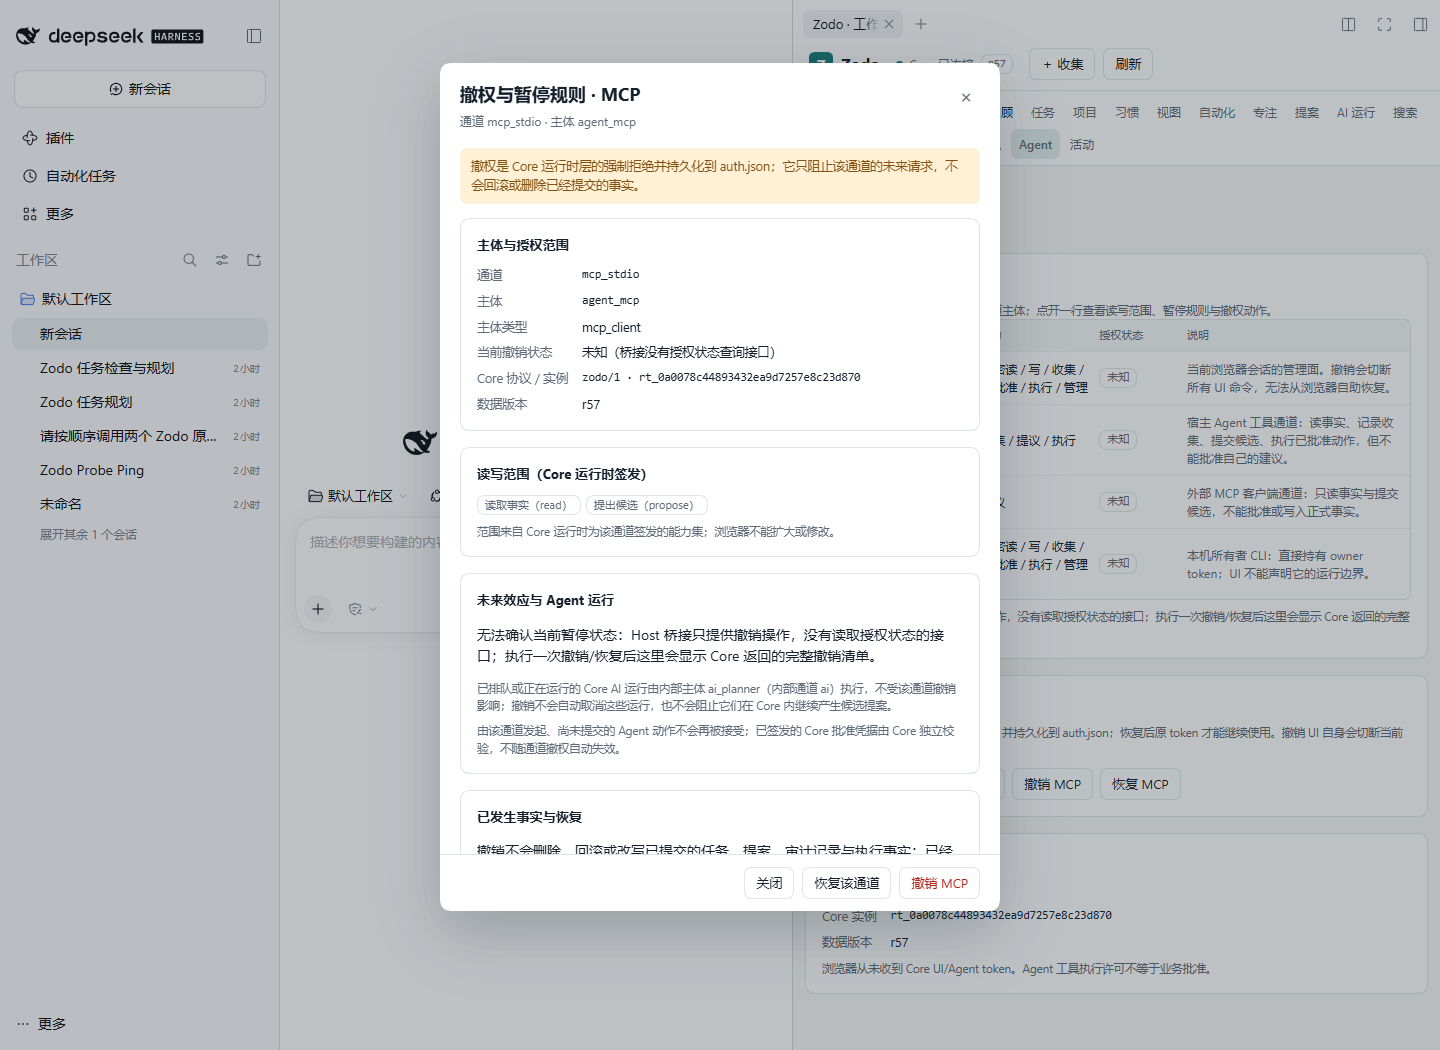 deepseek HARNESS
新会话
插件
自动化任务
更多
工作区
默认工作区
新会话
Zodo 任务检查与规划 2小时
Zodo 任务规划 2小时
请按顺序调用两个 Zodo 原... 2小时
Zodo Probe Ping 2小时
未命名 2小时
展开其余 1 个会话
更多
默认工作区
描述你想要构建的内容
Zodo · 工作
r57
+ 收集
刷新
顾 任务 项目 习惯 视图 自动化 专注 提案 AI 运行 搜索
Agent 活动
主体；点开一行查看读写范围、暂停规则与撤权动作。
授权状态 说明
读 / 写 / 收集 /
批准 / 执行 / 管理
未知
当前浏览器会话的管理面。撤销会切断
所有 UI 命令，无法从浏览器自助恢复。
/ 提议 / 执行
未知
宿主 Agent 工具通道：读事实、记录收
集、提交候选、执行已批准动作，但不
能批准自己的建议。
未知
外部 MCP 客户端通道：只读事实与提交
候选，不能批准或写入正式事实。
读 / 写 / 收集 /
批准 / 执行 / 管理
未知
本机所有者 CLI：直接持有 owner
token；UI 不能声明它的运行边界。
，没有读取授权状态的接口；执行一次撤销/恢复后这里会显示 Core 返回的完整
并持久化到 auth.json；恢复后原 token 才能继续使用。撤销 UI 自身会切断当前
撤销 MCP
恢复 MCP
Core 实例 rt_0a0078c44893432ea9d7257e8c23d870
数据版本 r57
浏览器从未收到 Core UI/Agent token。Agent 工具执行许可不等于业务批准。
撤权与暂停规则 · MCP
通道 mcp_stdio · 主体 agent_mcp
撤权是 Core 运行时层的强制拒绝并持久化到 auth.json；它只阻止该通道的未来请求，不
会回滚或删除已经提交的事实。
主体与授权范围
通道 mcp_stdio
主体 agent_mcp
主体类型 mcp_client
当前撤销状态 未知（桥接没有授权状态查询接口）
Core 协议 / 实例 zodo/1 · rt_0a0078c44893432ea9d7257e8c23d870
数据版本 r57
读写范围（Core 运行时签发）
读取事实（read） 提出候选（propose）
范围来自 Core 运行时为该通道签发的能力集；浏览器不能扩大或修改。
未来效应与 Agent 运行
无法确认当前暂停状态：Host 桥接只提供撤销操作，没有读取授权状态的接
口；执行一次撤销/恢复后这里会显示 Core 返回的完整撤销清单。
已排队或正在运行的 Core AI 运行由内部主体 ai_planner（内部通道 ai）执行，不受该通道撤销
影响；撤销不会自动取消这些运行，也不会阻止它们在 Core 内继续产生候选提案。
由该通道发起、尚未提交的 Agent 动作不会再被接受；已签发的 Core 批准凭据由 Core 独立校
验，不随通道撤权自动失效。
已发生事实与恢复
撤销不会删除、回滚或改写已提交的任务、提案、审计记录与执行事实；已经
关闭
恢复该通道
撤销 MCP